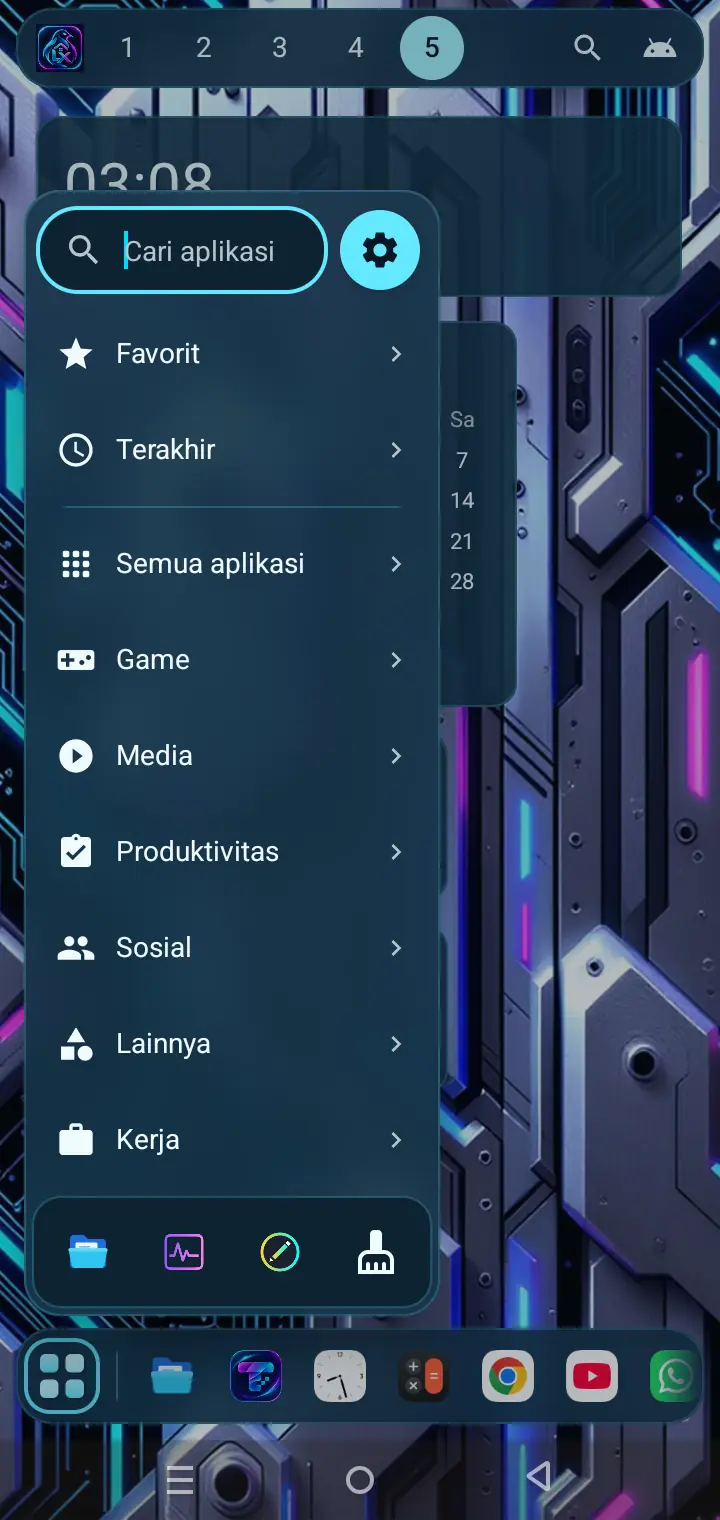 1 2 3 4 5
03:08
Cari aplikasi
Favorit
Terakhir
Sa
7
14
21
28
Semua aplikasi
Game
Media
Produktivitas
Sosial
Lainnya
Kerja